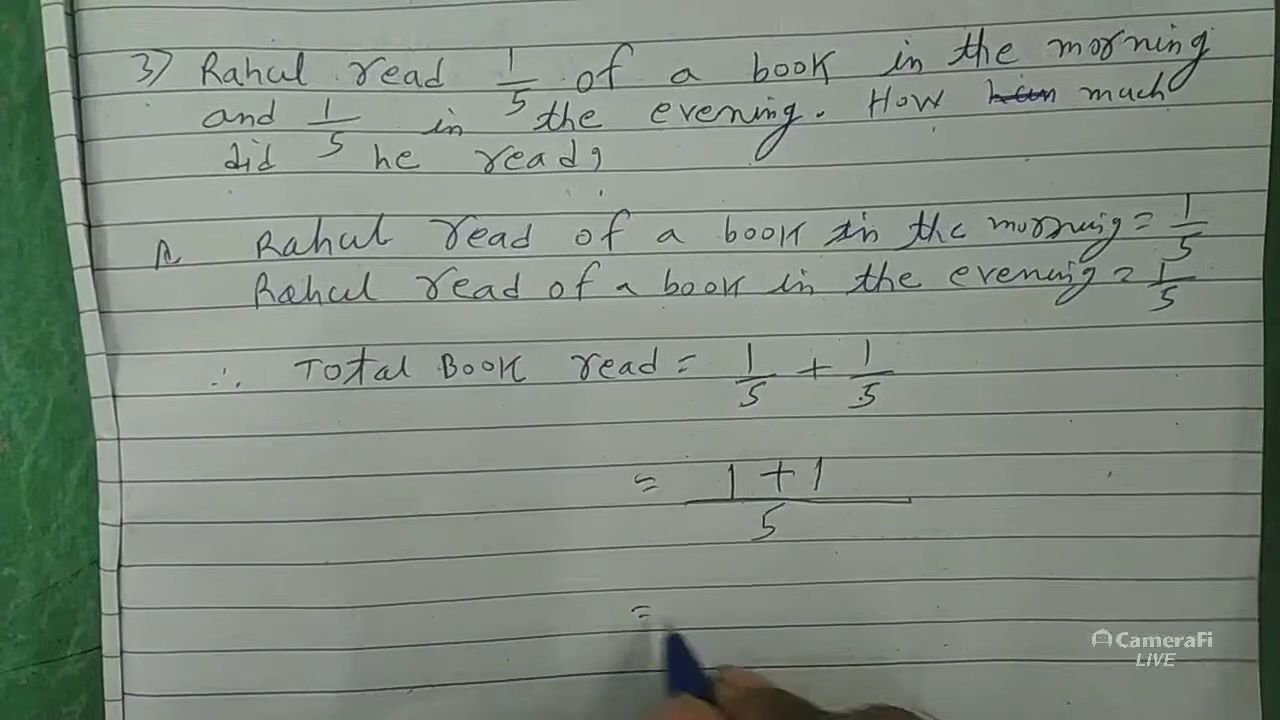 3) Rahul read 1/5 of a book in the morning
and 1/5 in the evening. How much
did he read?
A Rahul read of a book in the morning = 1/5
Rahul read of a book in the evening = 1/5
∴ Total Book read = 1/5 + 1/5
= 1 + 1 / 5
=
CameraFi
LIVE